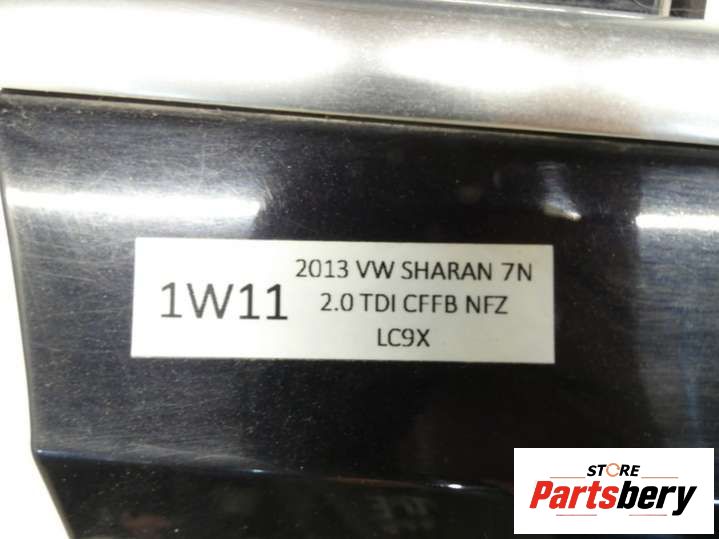 1W11
2013 VW SHARAN 7N
2.0 TDI CFFB NFZ
LC9X
STORE
Partsbery